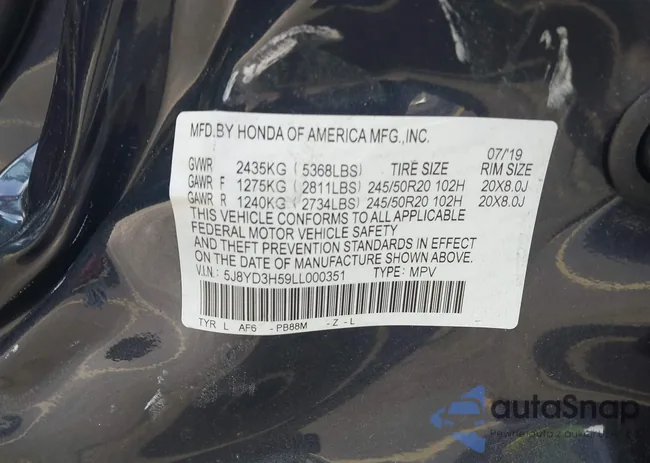 MFD.BY HONDA OF AMERICA MFG.,INC.
07/'19
GVWR 2435KG ( 5368LBS) TIRE SIZE RIM SIZE
GAWR F 1275KG ( 2811LBS) 245/50R20 102H 20X8.0J
GAWR R 1240KG ( 2734LBS) 245/50R20 102H 20X8.0J
THIS VEHICLE CONFORMS TO ALL APPLICABLE
FEDERAL MOTOR VEHICLE SAFETY
AND THEFT PREVENTION STANDARDS IN EFFECT
ON THE DATE OF MANUFACTURE SHOWN ABOVE.
V.I.N.: 5J8YD3H59LL000351 TYPE: MPV
TYR L AF6 -PB88M -Z -L
autaSnap
Pewne auta z